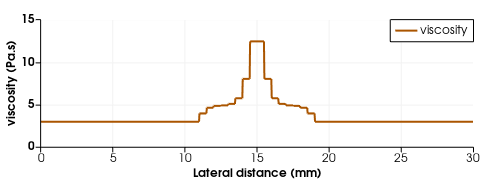 viscosity
15
10
5
0
viscosity (Pa.s)
0 5 10 15 20 25 30
Lateral distance (mm)